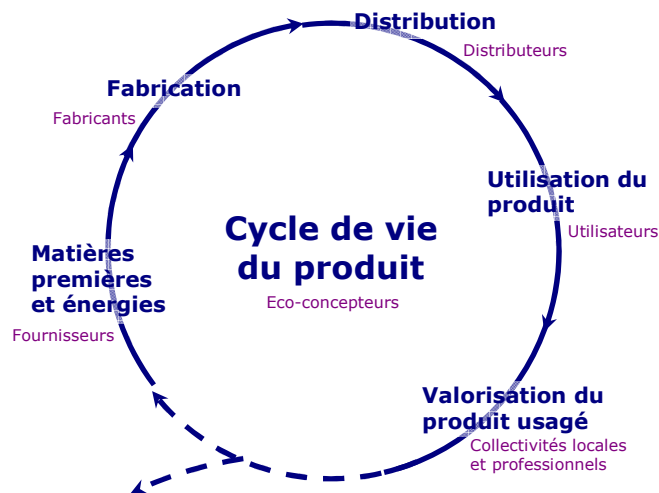 Distribution
Distributeurs
Fabrication
Fabricants
Utilisation du
produit
Utilisateurs
Cycle de vie
du produit
Eco-concepteurs
Matières
premières
et énergies
Fournisseurs
Valorisation du
produit usagé
Collectivités locales
et professionnels